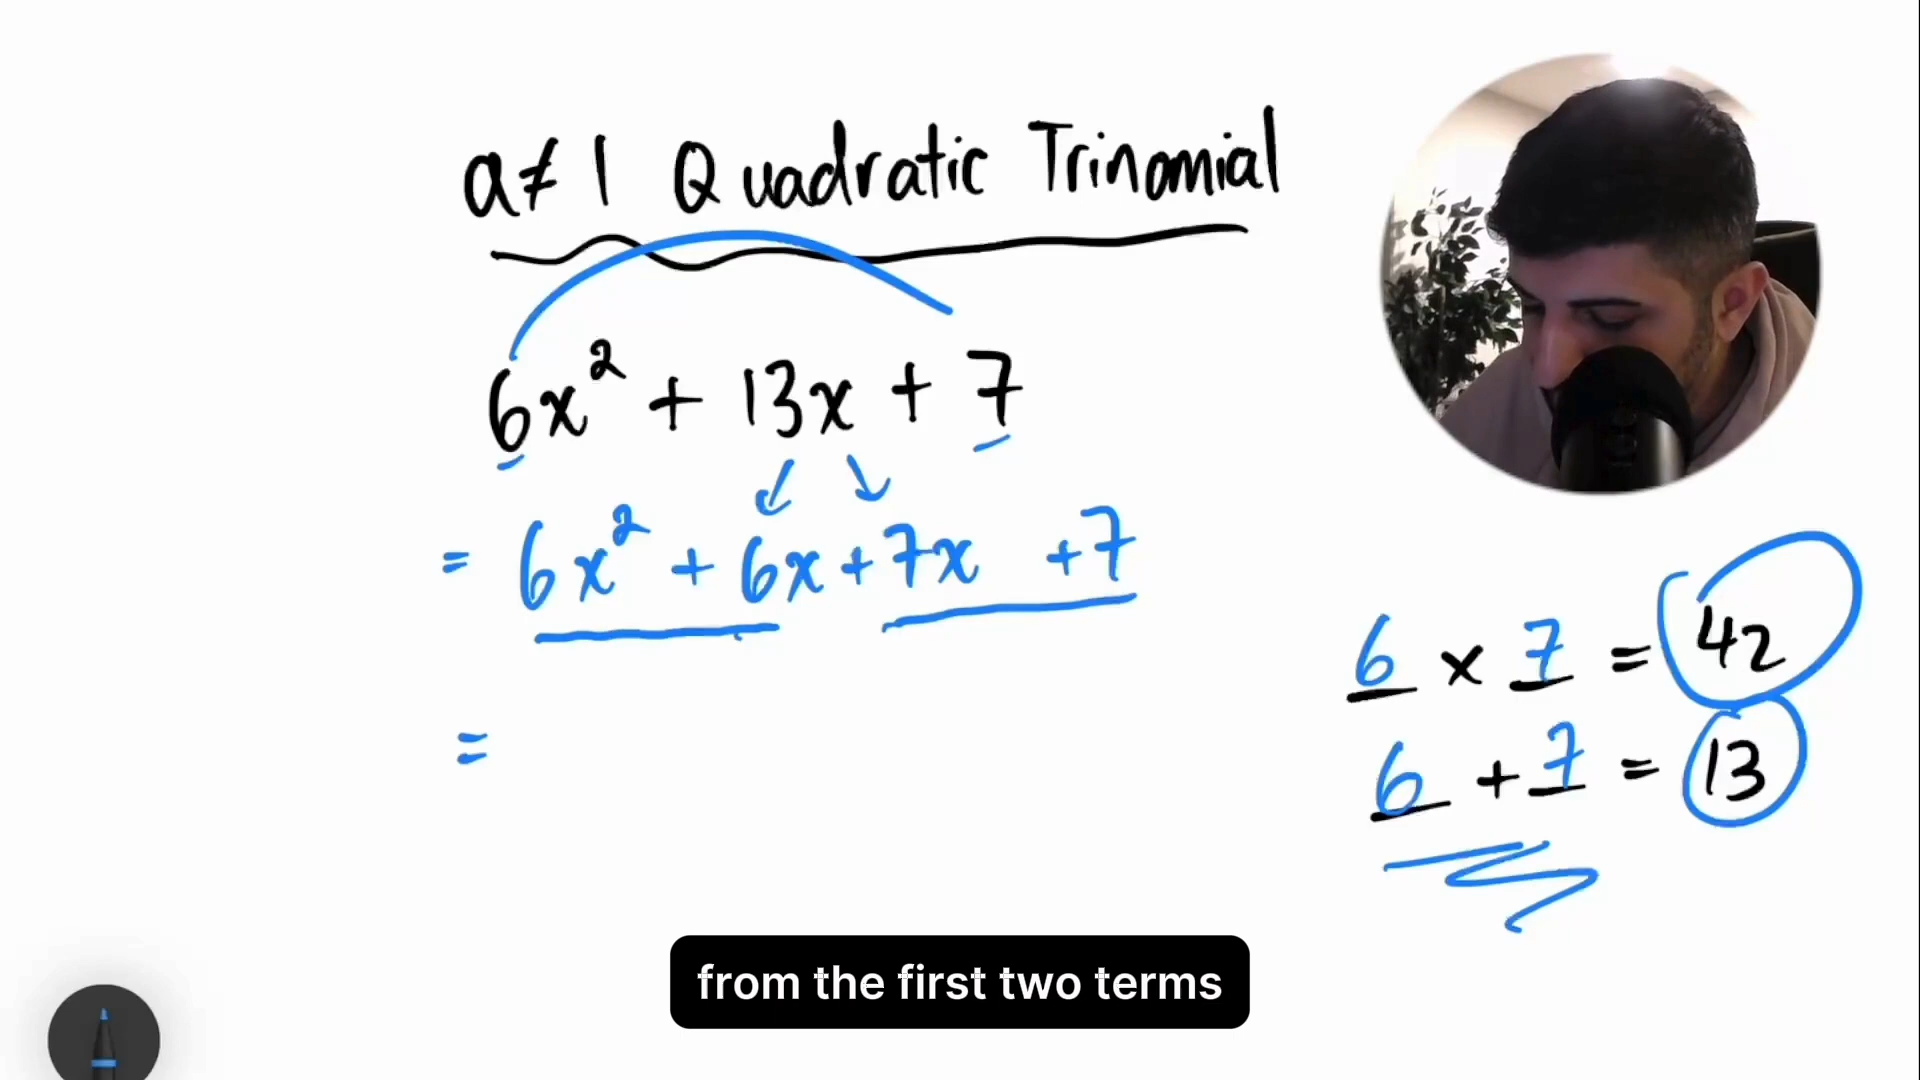 a≠1 Quadratic Trinomial
6x² + 13x + 7
= 6x² + 6x + 7x + 7
6 × 7 = 42
=
6 + 7 = 13
from the first two terms